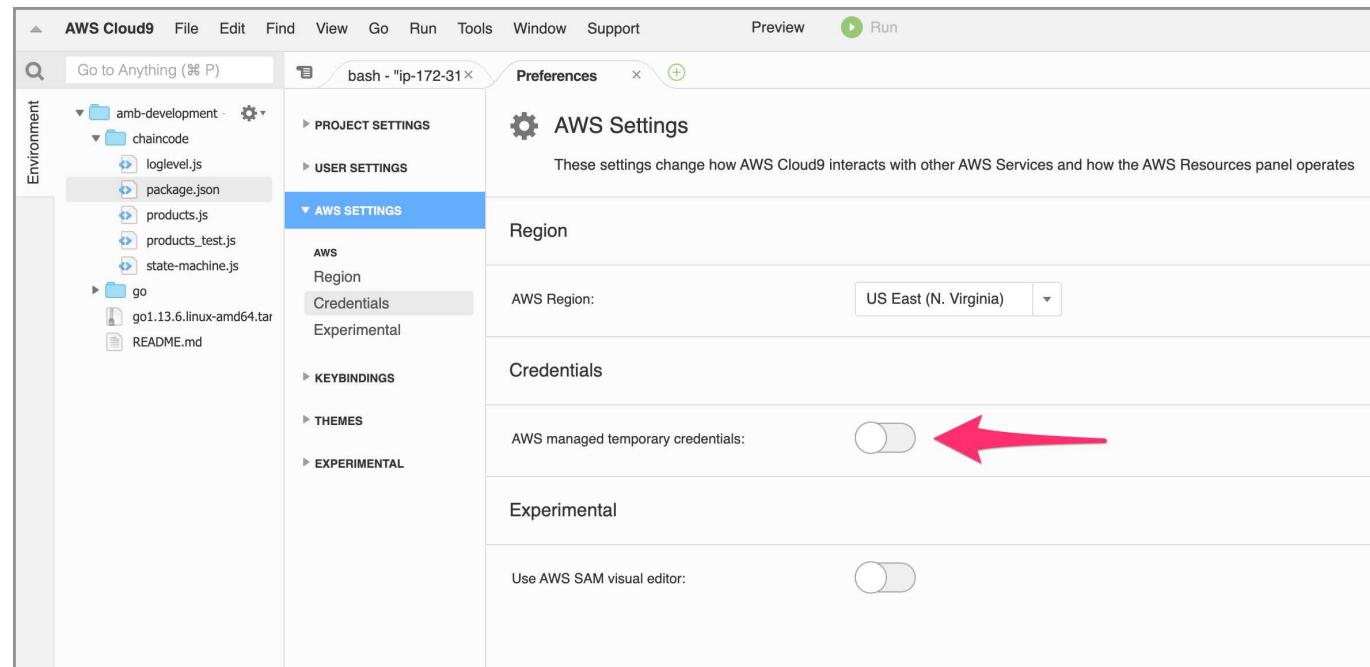 AWS Cloud9 File Edit Find View Go Run Tools Window Support Preview Run
Go to Anything (⌘ P)
bash - "ip-172-31 ×
Preferences ×
Environment
amb-development -
chaincode
loglevel.js
package.json
products.js
products_test.js
state-machine.js
go
go1.13.6.linux-amd64.tar
README.md
PROJECT SETTINGS
USER SETTINGS
AWS SETTINGS
AWS
Region
Credentials
Experimental
KEYBINDINGS
THEMES
EXPERIMENTAL
AWS Settings
These settings change how AWS Cloud9 interacts with other AWS Services and how the AWS Resources panel operates
Region
AWS Region: US East (N. Virginia)
Credentials
AWS managed temporary credentials:
Experimental
Use AWS SAM visual editor: